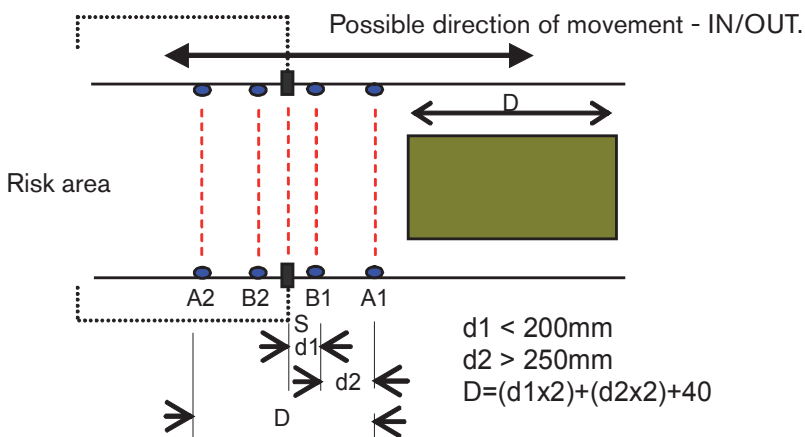 Possible direction of movement - IN/OUT.
D
Risk area
A2 B2 B1 A1
S
d1
d2
D
d1 < 200mm
d2 > 250mm
D=(d1x2)+(d2x2)+40